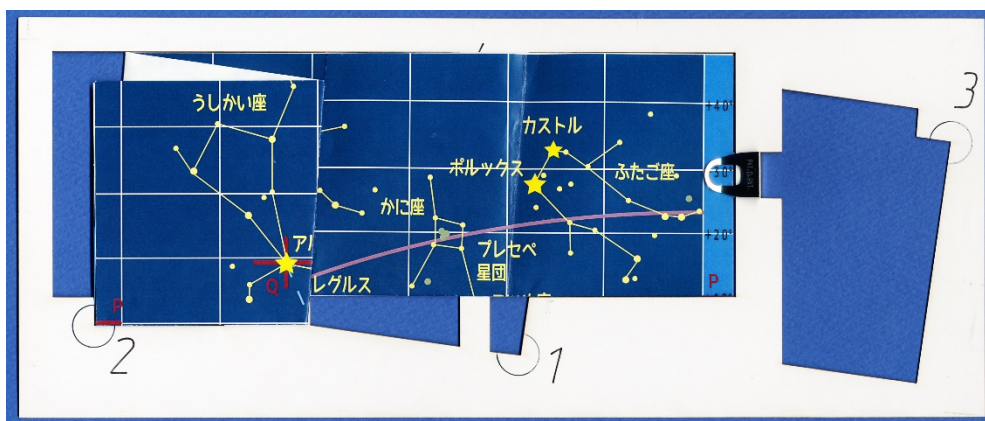 うしかい座
カストル
ポルックス
ふたご座
かに座
プレセペ
星団
レグルス
ア
Q
P
P
+40°
+20°
1
2
3